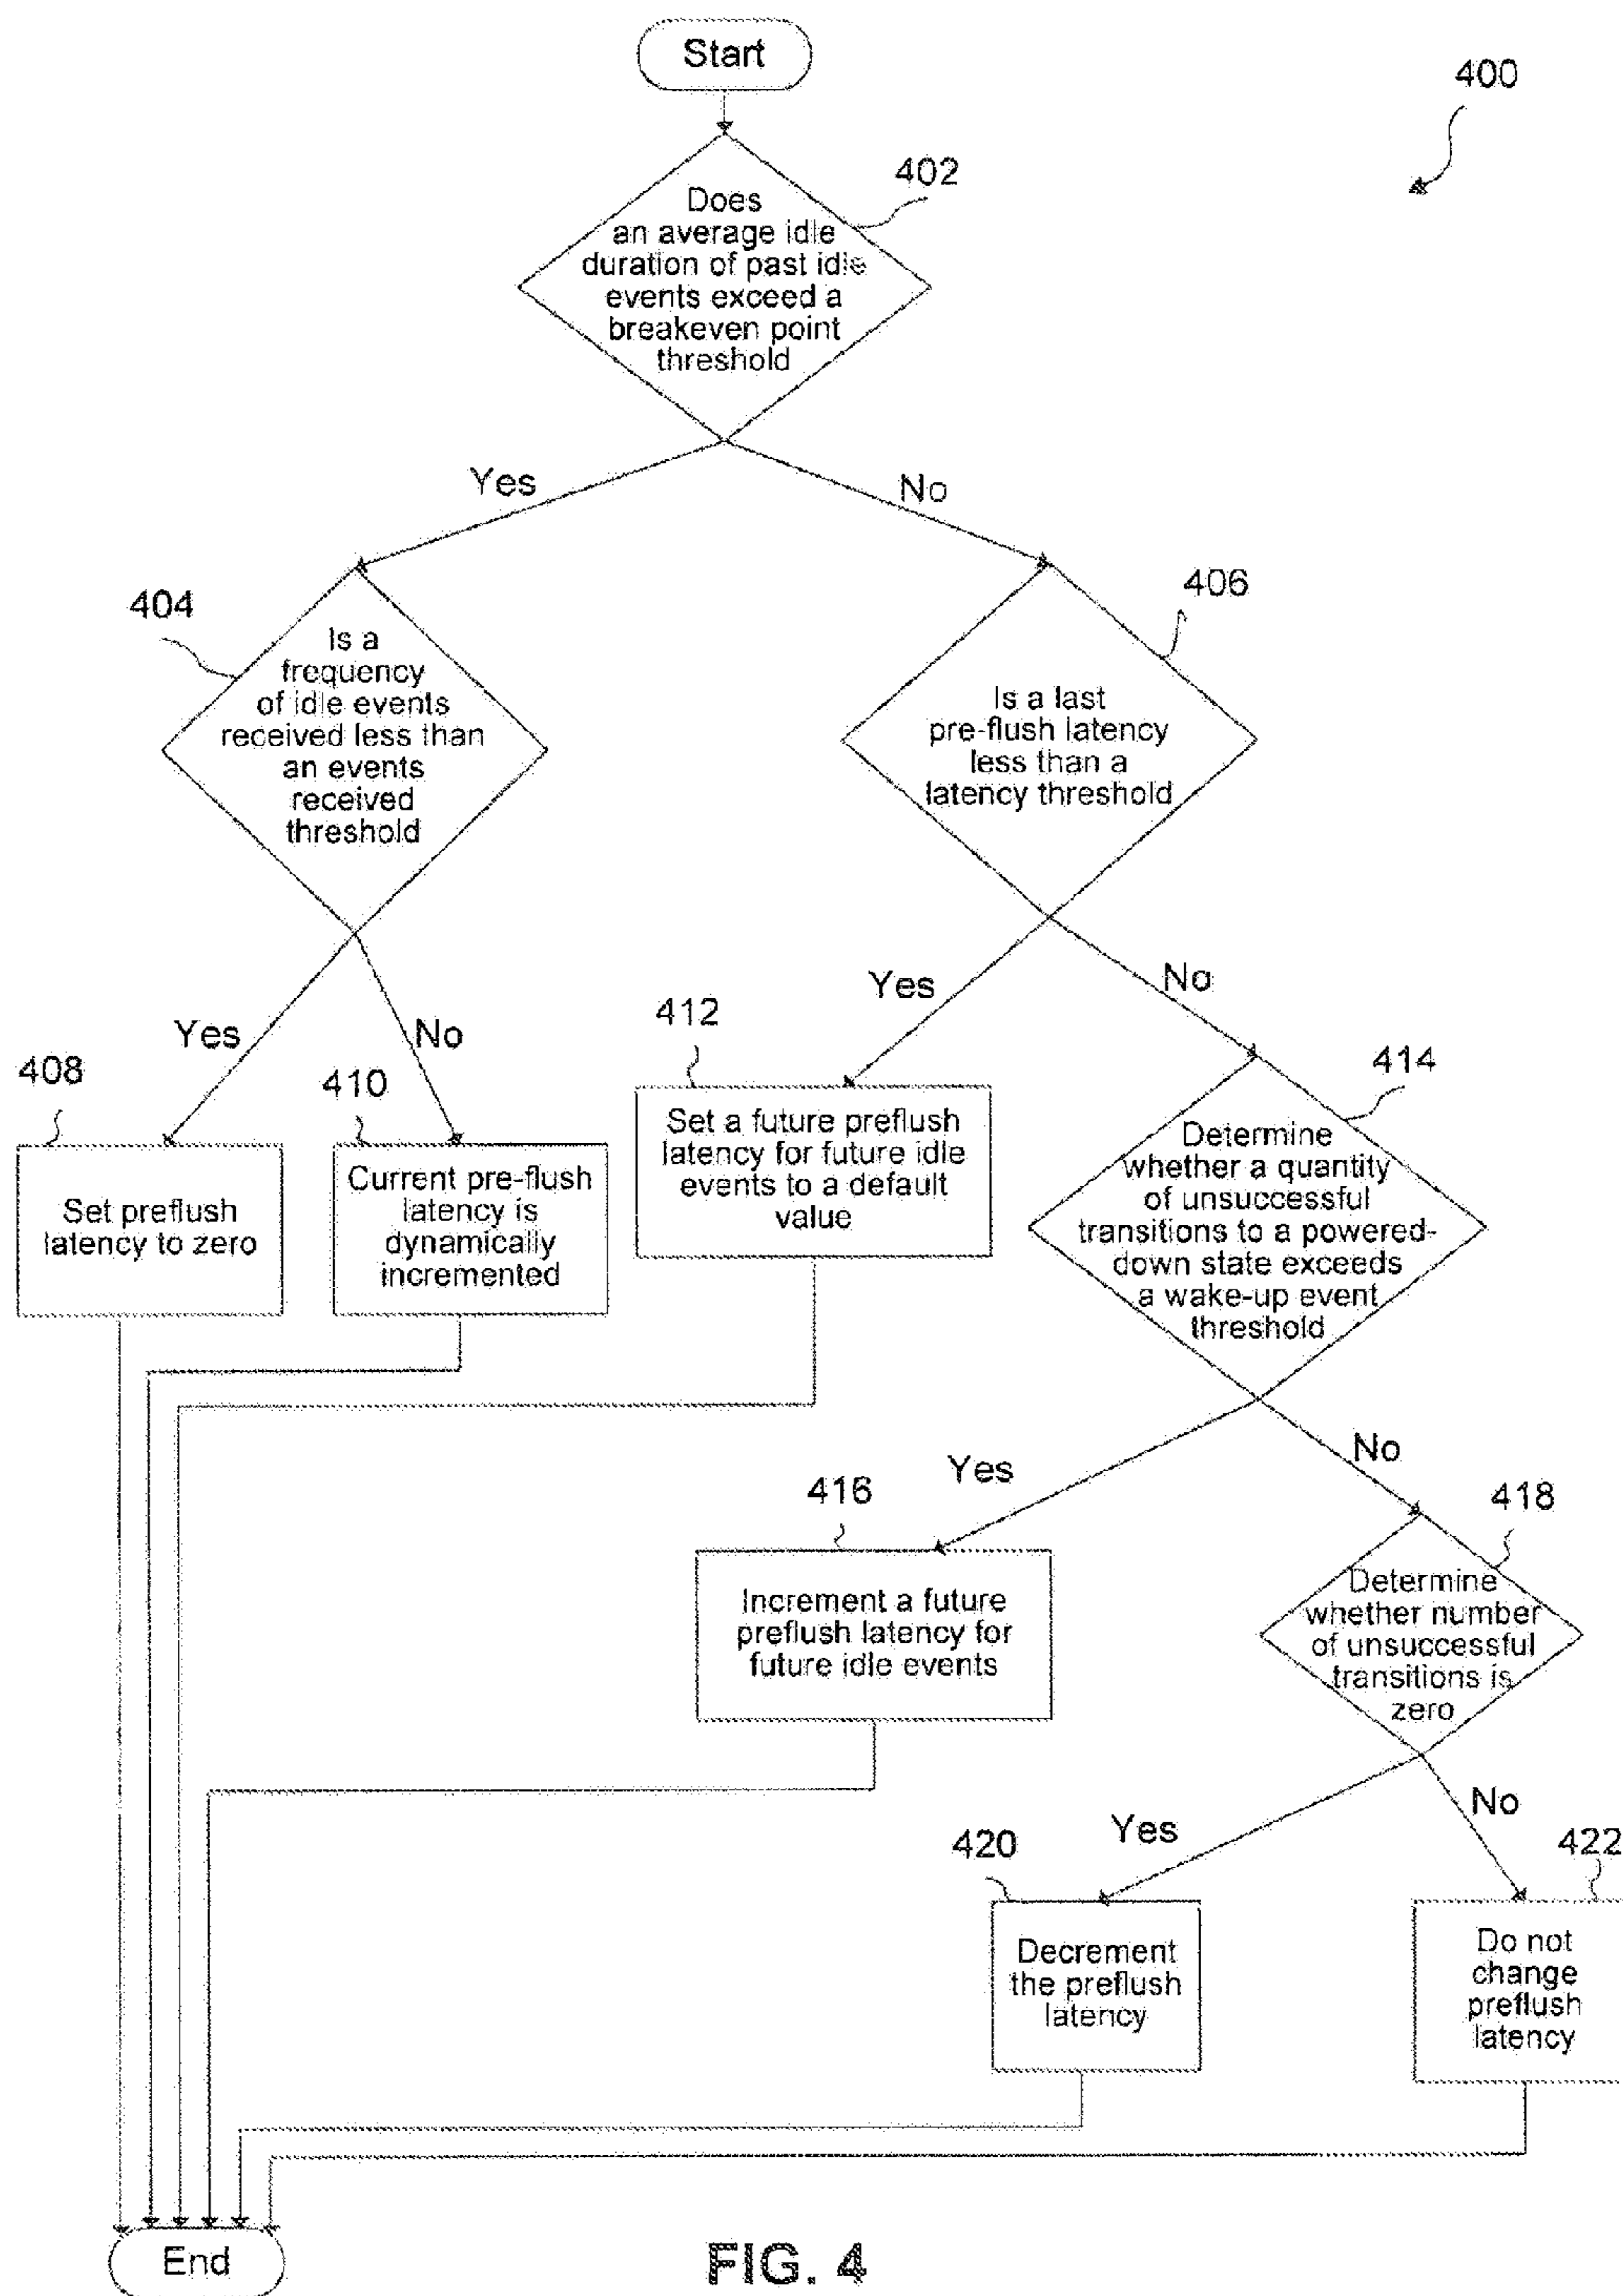 Start
400
402
Does
an average idle
duration of past idle
events exceed a
breakeven point
threshold
Yes
No
404
406
Is a
frequency
of idle events
received less than
an events
received
threshold
Is a last
pre-flush latency
less than a
latency threshold
Yes
No
Yes
No
408
410
412
414
Set preflush
latency to zero
Current pre-flush
latency is
dynamically
incremented
Set a future preflush
latency for future idle
events to a default
value
Determine
whether a quantity
of unsuccessful
transitions to a powered-
down state exceeds
a wake-up event
threshold
Yes
No
416
418
Increment a future
preflush latency for
future idle events
Determine
whether number
of unsuccessful
transitions is
zero
Yes
No
420
422
Decrement
the preflush
latency
Do not
change
preflush
latency
End
FIG. 4